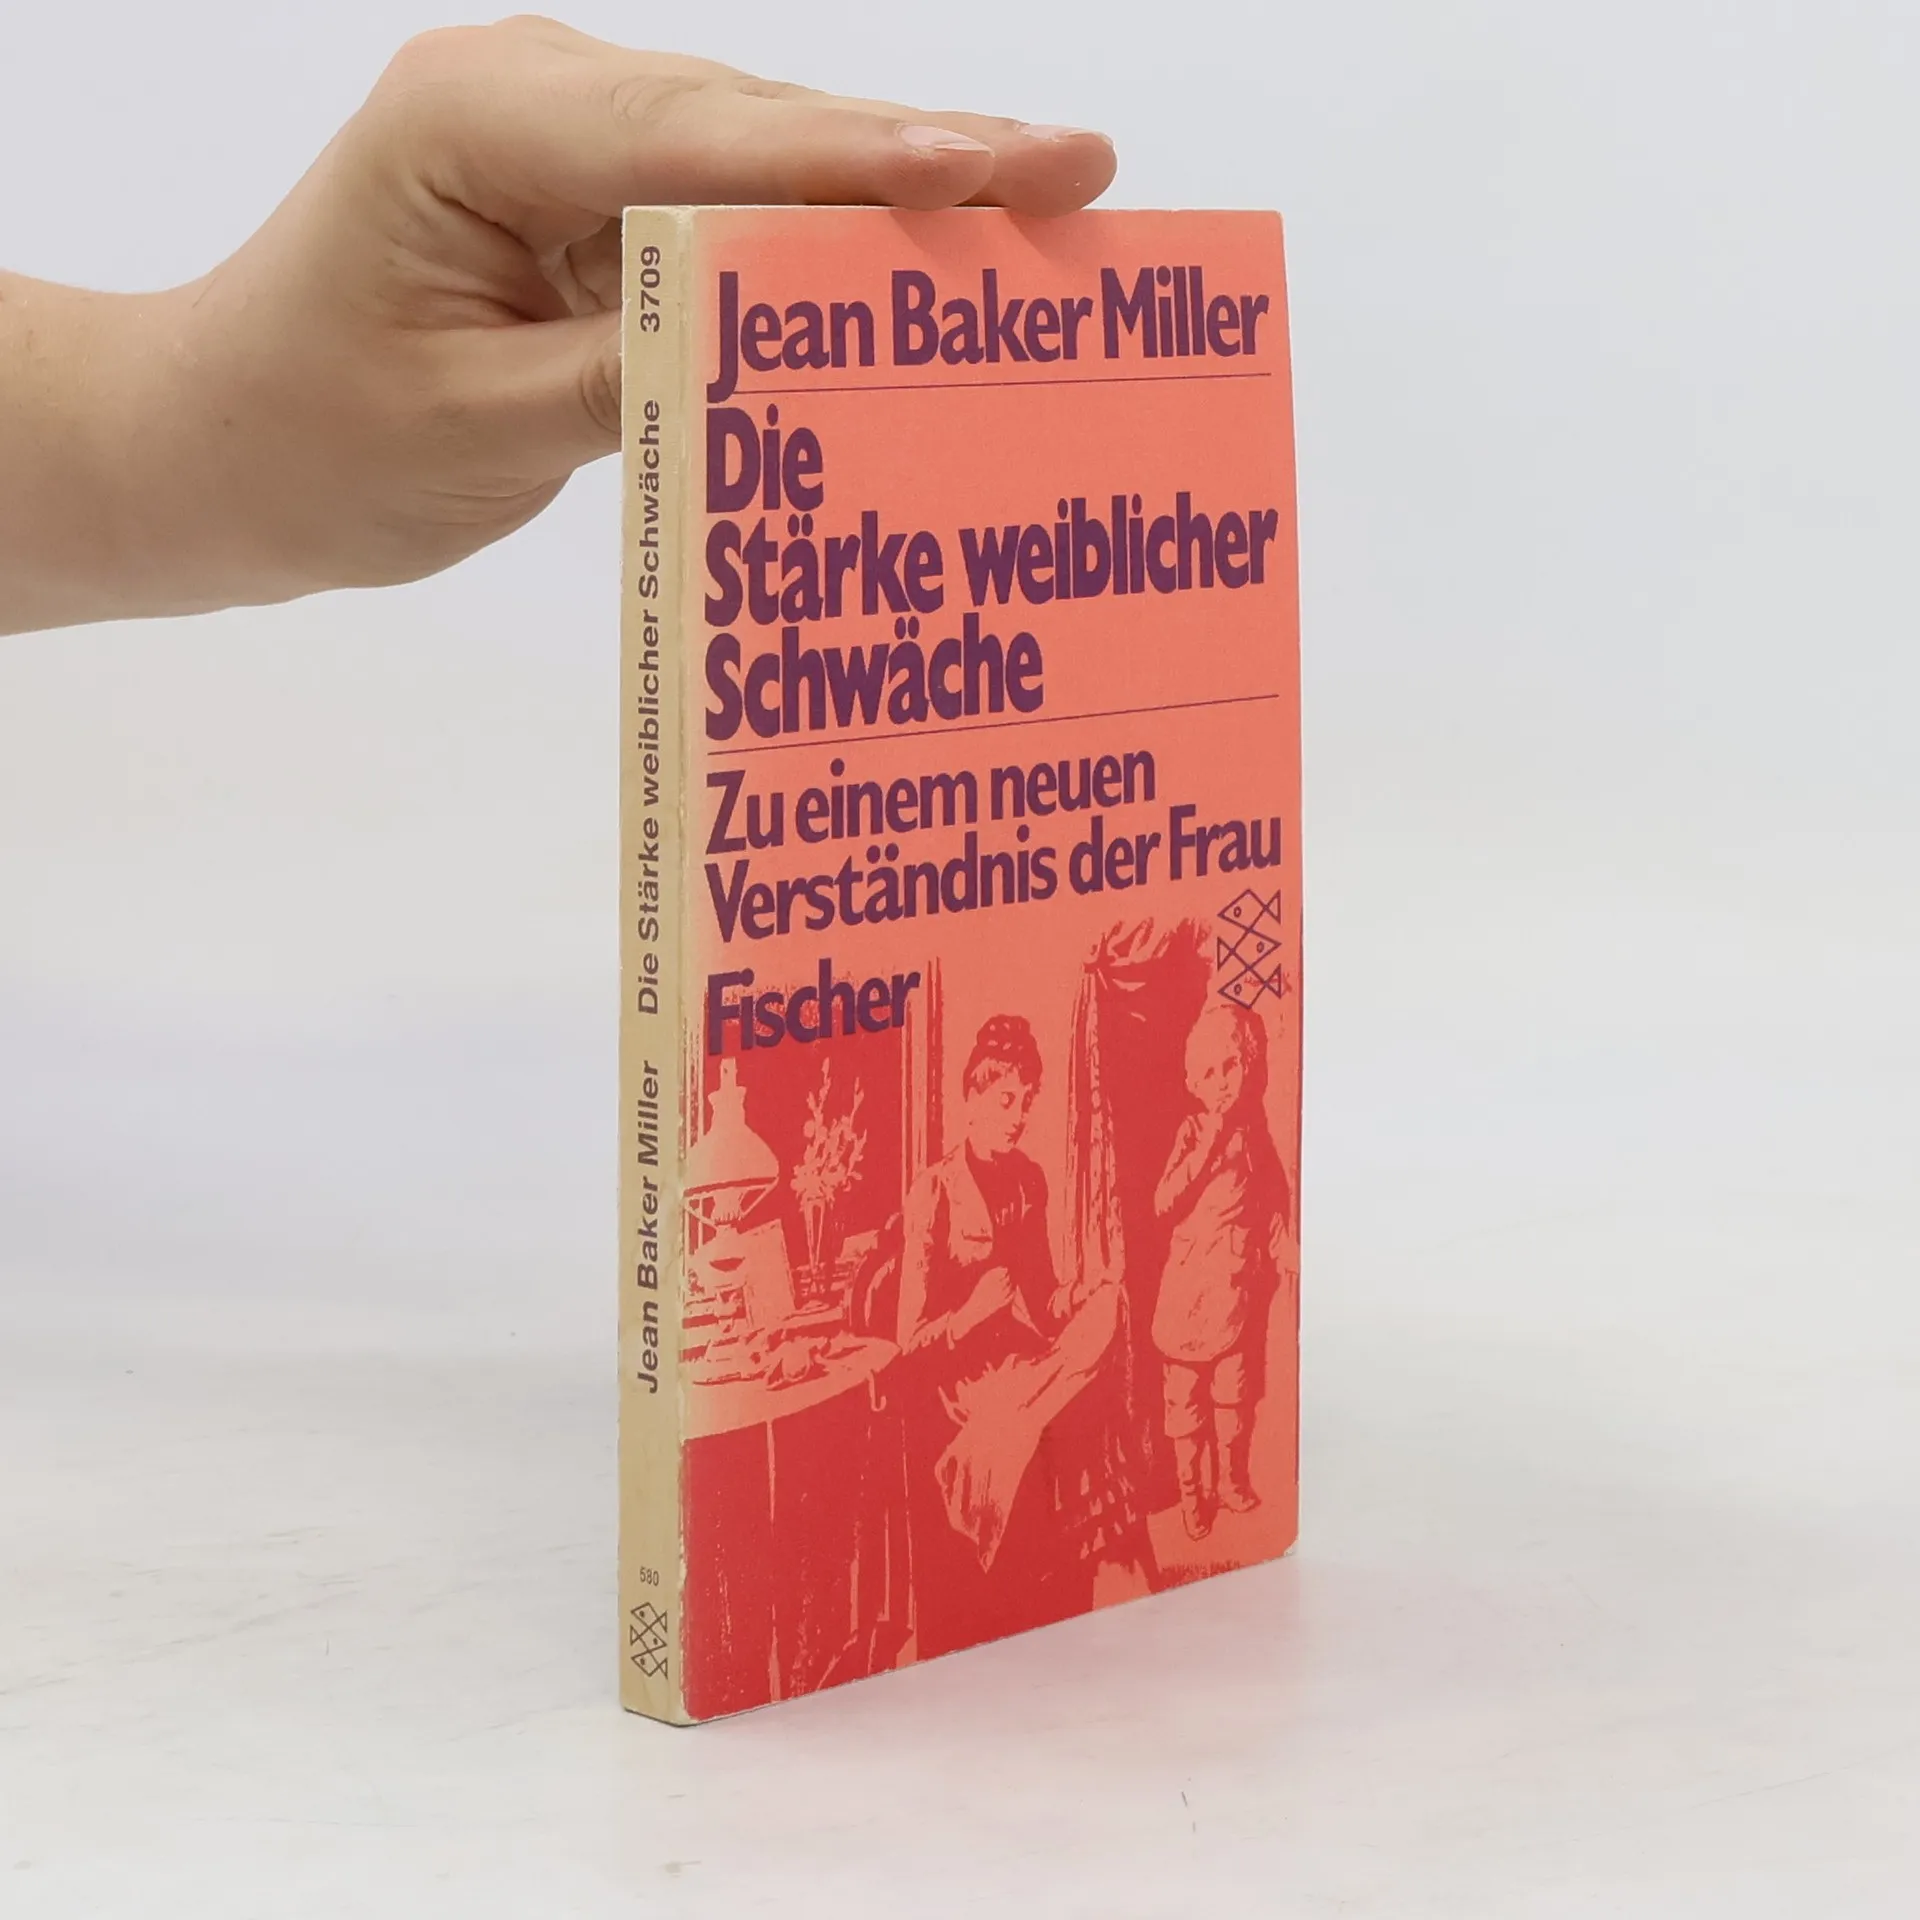 Jean Baker Miller
Die
Stärke weiblicher
Schwäche
Zu einem neuen
Verständnis der Frau
Fischer
Jean Baker Miller Die Stärke weiblicher Schwäche 3709
580